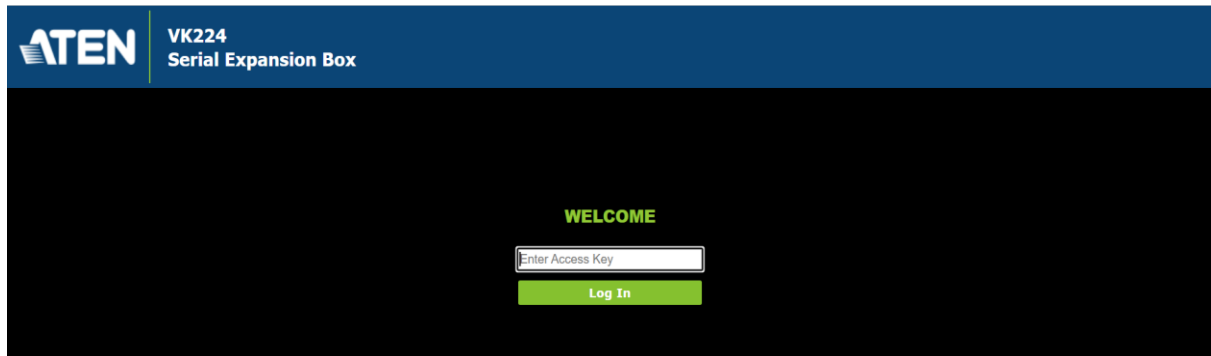 ATEN
VK224
Serial Expansion Box
WELCOME
Enter Access Key
Log In